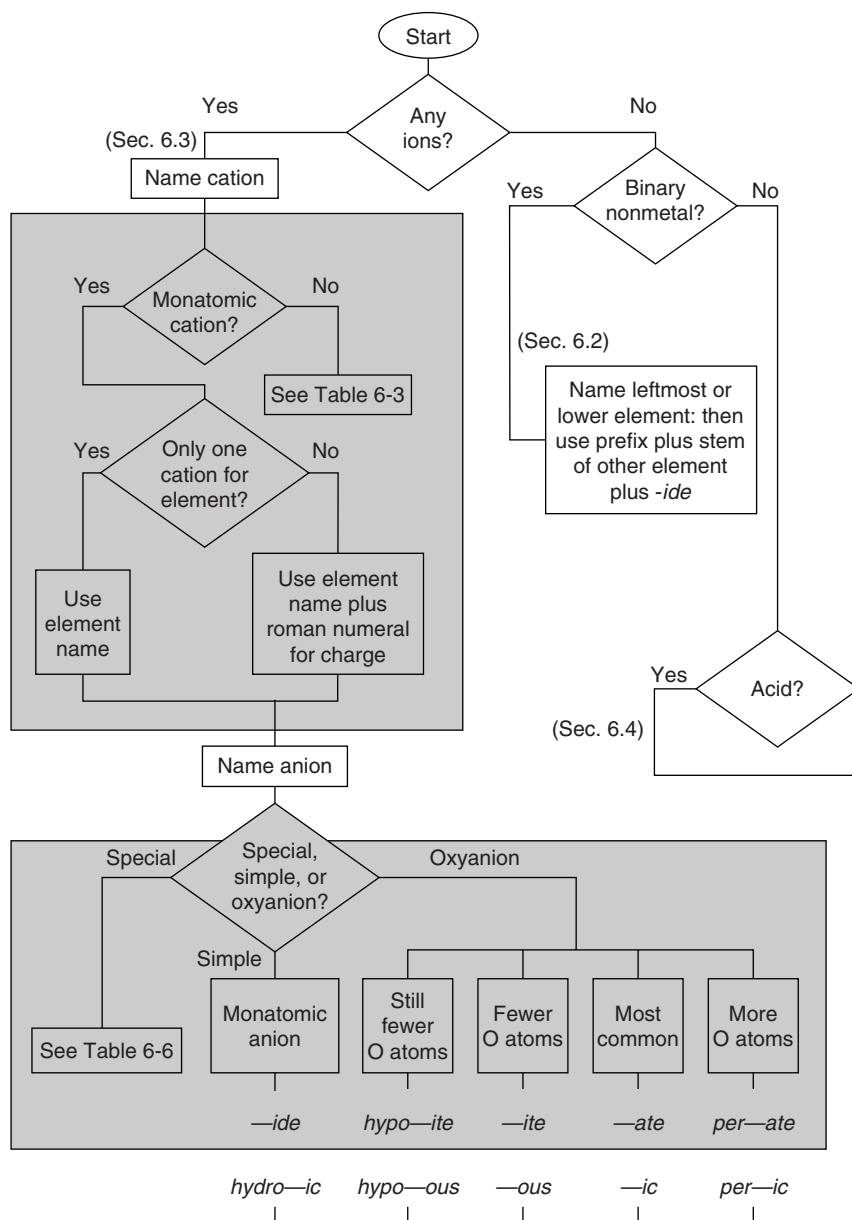 Start
Any
ions?
Yes
No
(Sec. 6.3)
Name cation
Binary
nonmetal?
Yes
No
Monatomic
cation?
Yes
No
See Table 6-3
(Sec. 6.2)
Name leftmost or
lower element: then
use prefix plus stem
of other element
plus -ide
Only one
cation for
element?
Yes
No
Use
element
name
Use element
name plus
roman numeral
for charge
Acid?
Yes
(Sec. 6.4)
Name anion
Special,
simple, or
oxyanion?
Special
Oxyanion
Simple
See Table 6-6
Monatomic
anion
Still
fewer
O atoms
Fewer
O atoms
Most
common
More
O atoms
—ide
hypo—ite
—ite
—ate
per—ate
hydro—ic
hypo—ous
—ous
—ic
per—ic